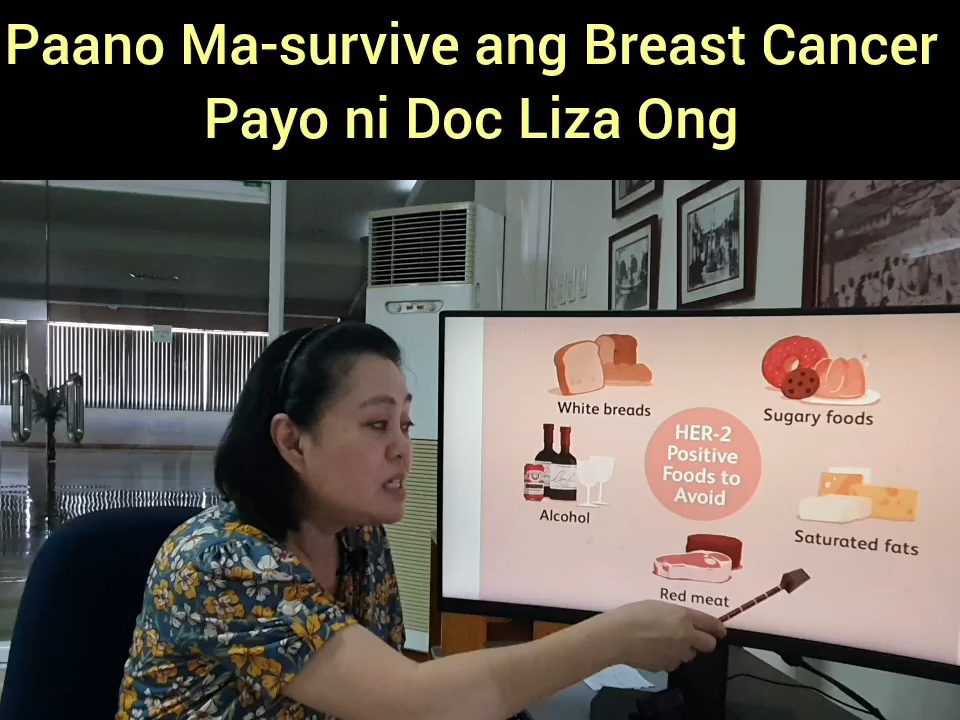 Paano Ma-survive ang Breast Cancer
Payo ni Doc Liza Ong
White breads
Sugary foods
HER-2
Positive
Foods to
Avoid
Alcohol
Saturated fats
Red meat